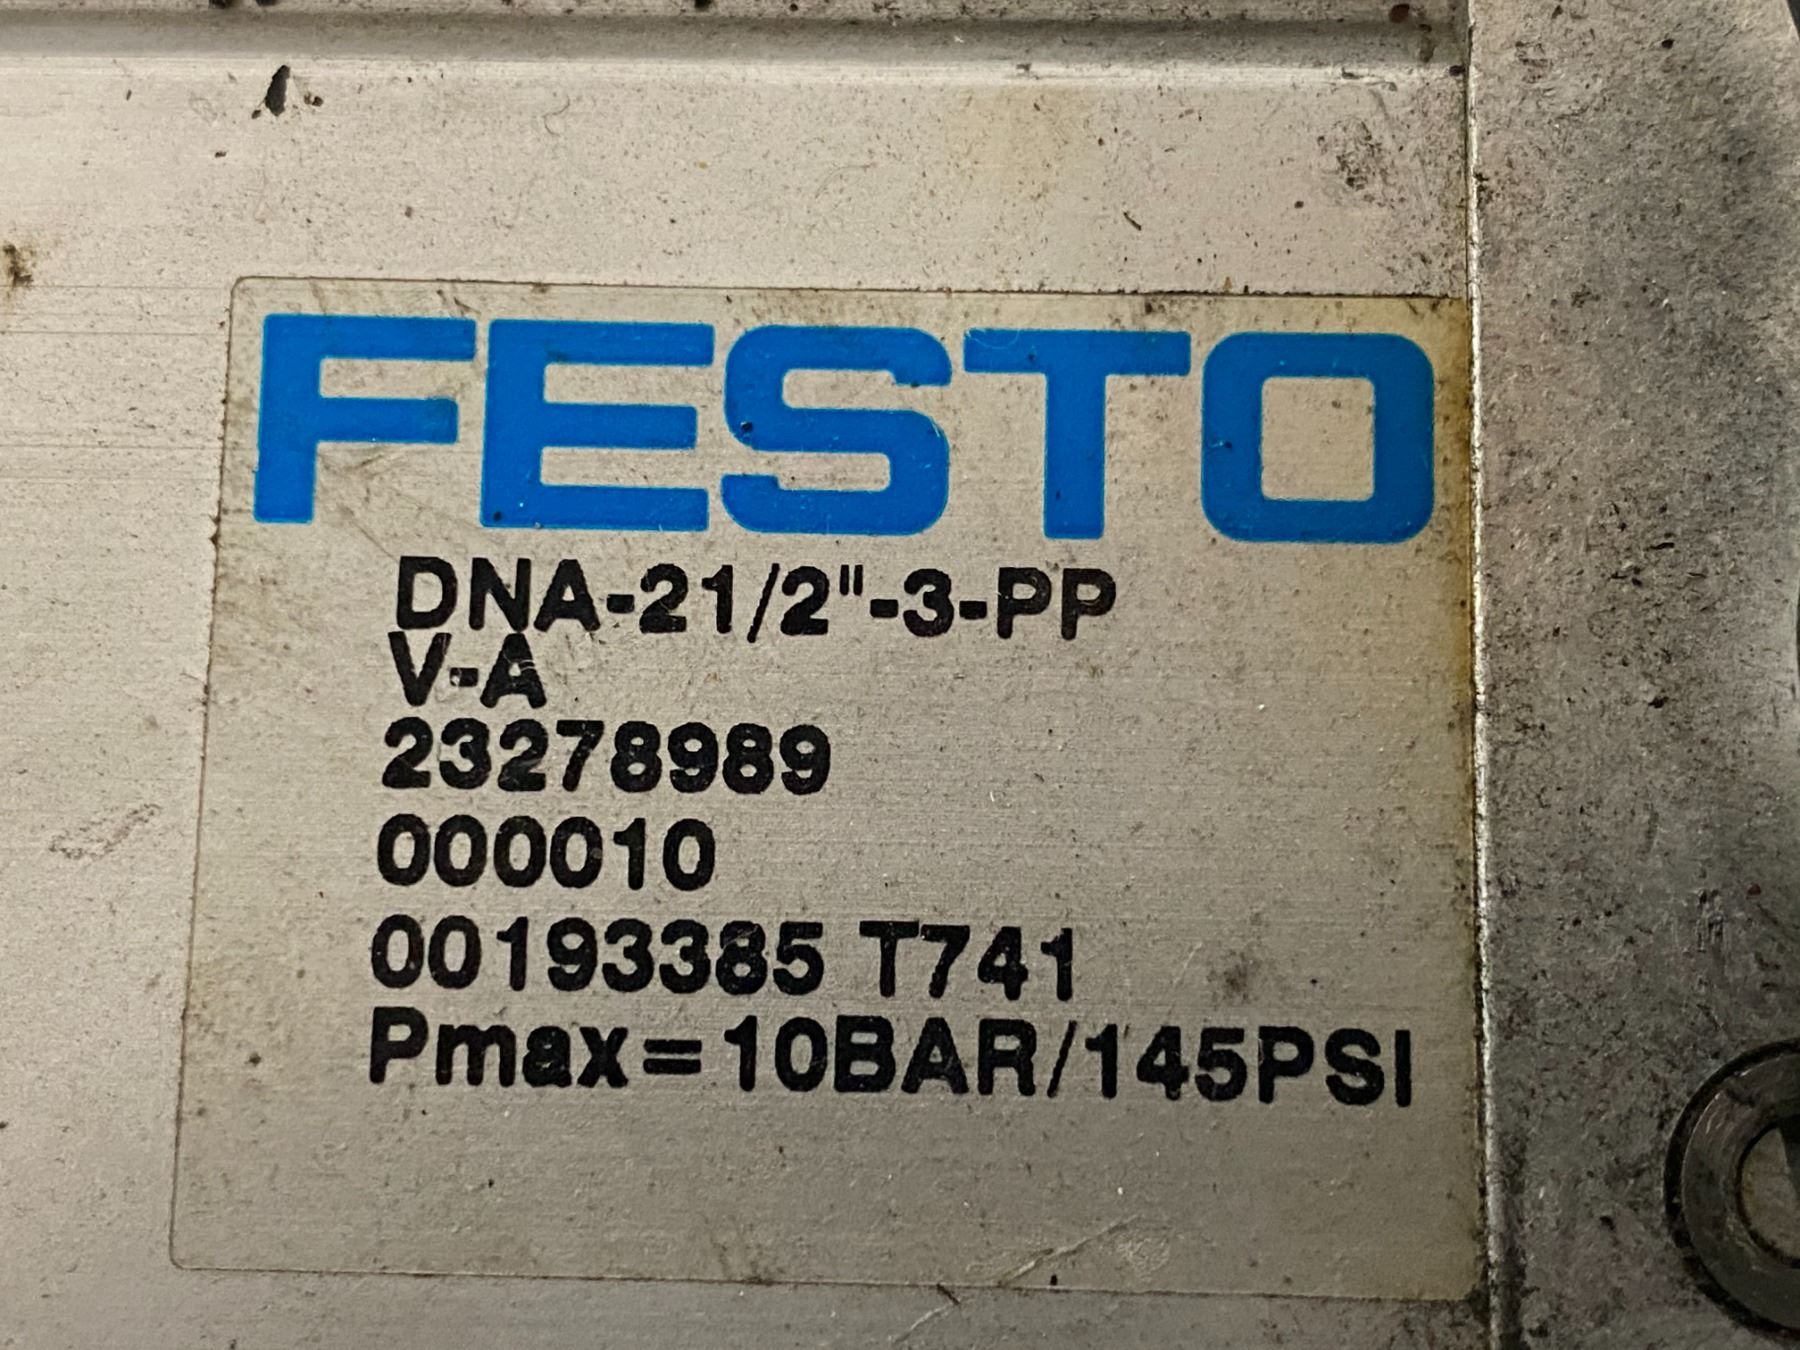 FESTO
DNA-21/2"-3-PP
V-A
23278989
000010
00193385 T741
Pmax=10BAR/145PSI